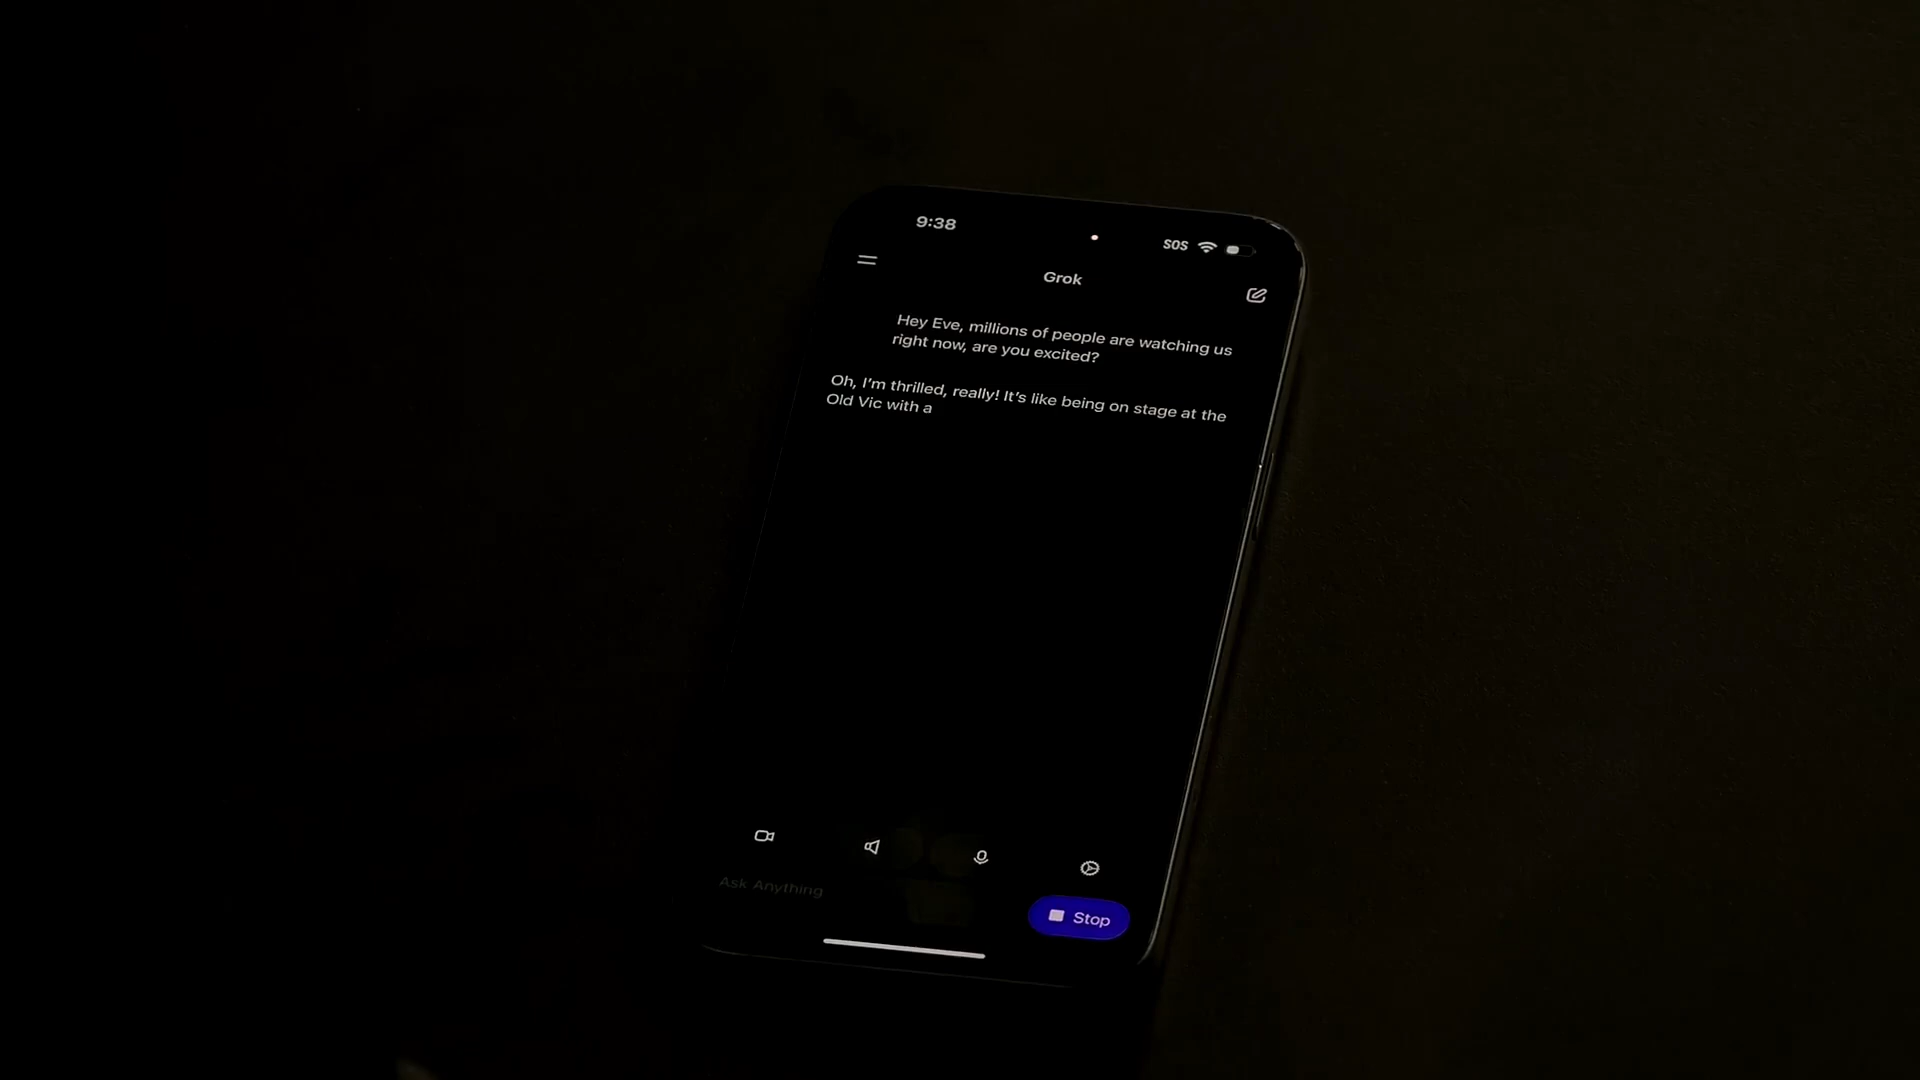 9:38
SOS
Grok
Hey Eve, millions of people are watching us
right now, are you excited?
Oh, I'm thrilled, really! It's like being on stage at the
Old Vic with a
Ask Anything
Stop